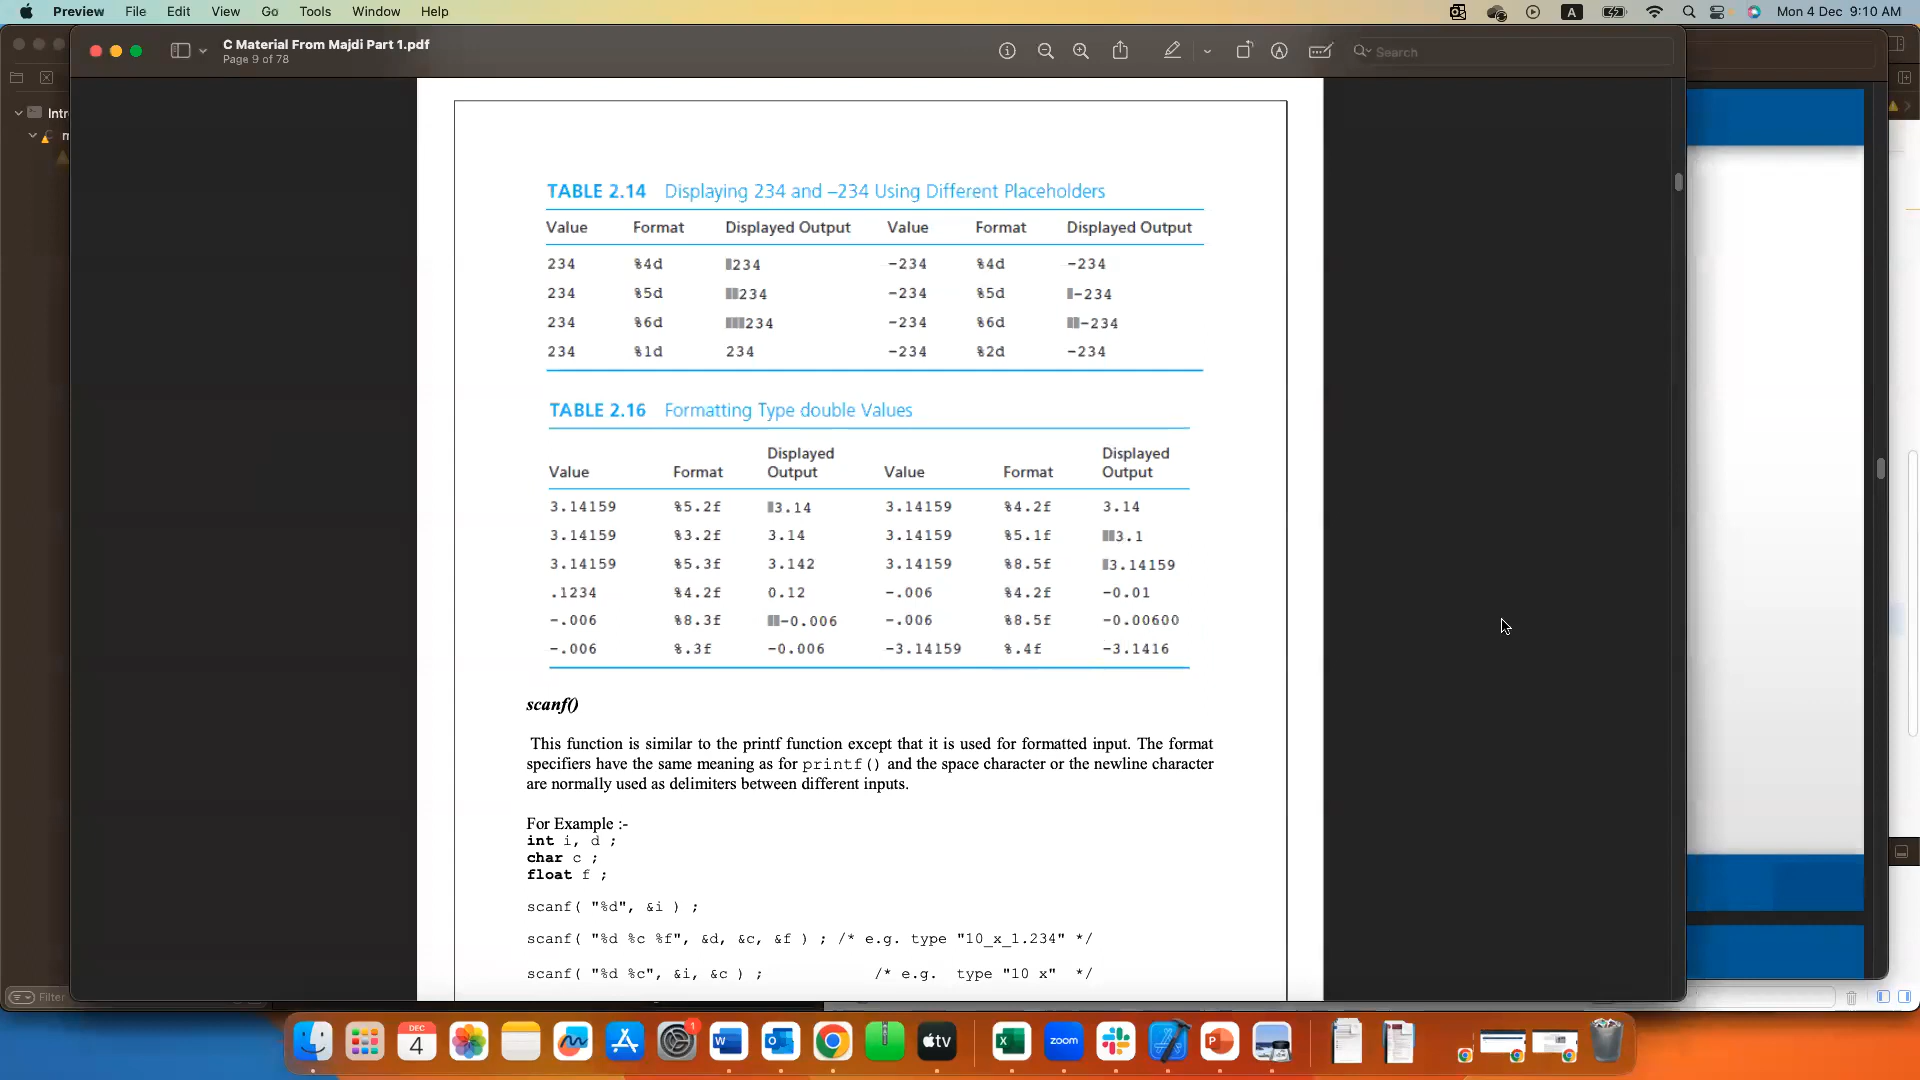 Preview File Edit View Go Tools Window Help
A
Mon 4 Dec 9:10 AM
C Material From Majdi Part 1.pdf
Page 9 of 78
Search
Intr
TABLE 2.14 Displaying 234 and –234 Using Different Placeholders
Value Format Displayed Output Value Format Displayed Output
234 %4d 234 -234 %4d -234
234 %5d 234 -234 %5d -234
234 %6d 234 -234 %6d -234
234 %1d 234 -234 %2d -234
TABLE 2.16 Formatting Type double Values
Value Format Displayed Output Value Format Displayed Output
3.14159 %5.2f 3.14 3.14159 %4.2f 3.14
3.14159 %3.2f 3.14 3.14159 %5.1f 3.1
3.14159 %5.3f 3.142 3.14159 %8.5f 3.14159
.1234 %4.2f 0.12 -.006 %4.2f -0.01
-.006 %8.3f -0.006 -.006 %8.5f -0.00600
-.006 %.3f -0.006 -3.14159 %.4f -3.1416
scanf()
This function is similar to the printf function except that it is used for formatted input. The format
specifiers have the same meaning as for printf() and the space character or the newline character
are normally used as delimiters between different inputs.
For Example :-
int i, d ;
char c ;
float f ;
scanf( "%d", &i ) ;
scanf( "%d %c %f", &d, &c, &f ) ; /* e.g. type "10_x_1.234" */
scanf( "%d %c", &i, &c ) ; /* e.g. type "10 x" */
Filter
DEC
4
1
W
tv
X
zoom
P